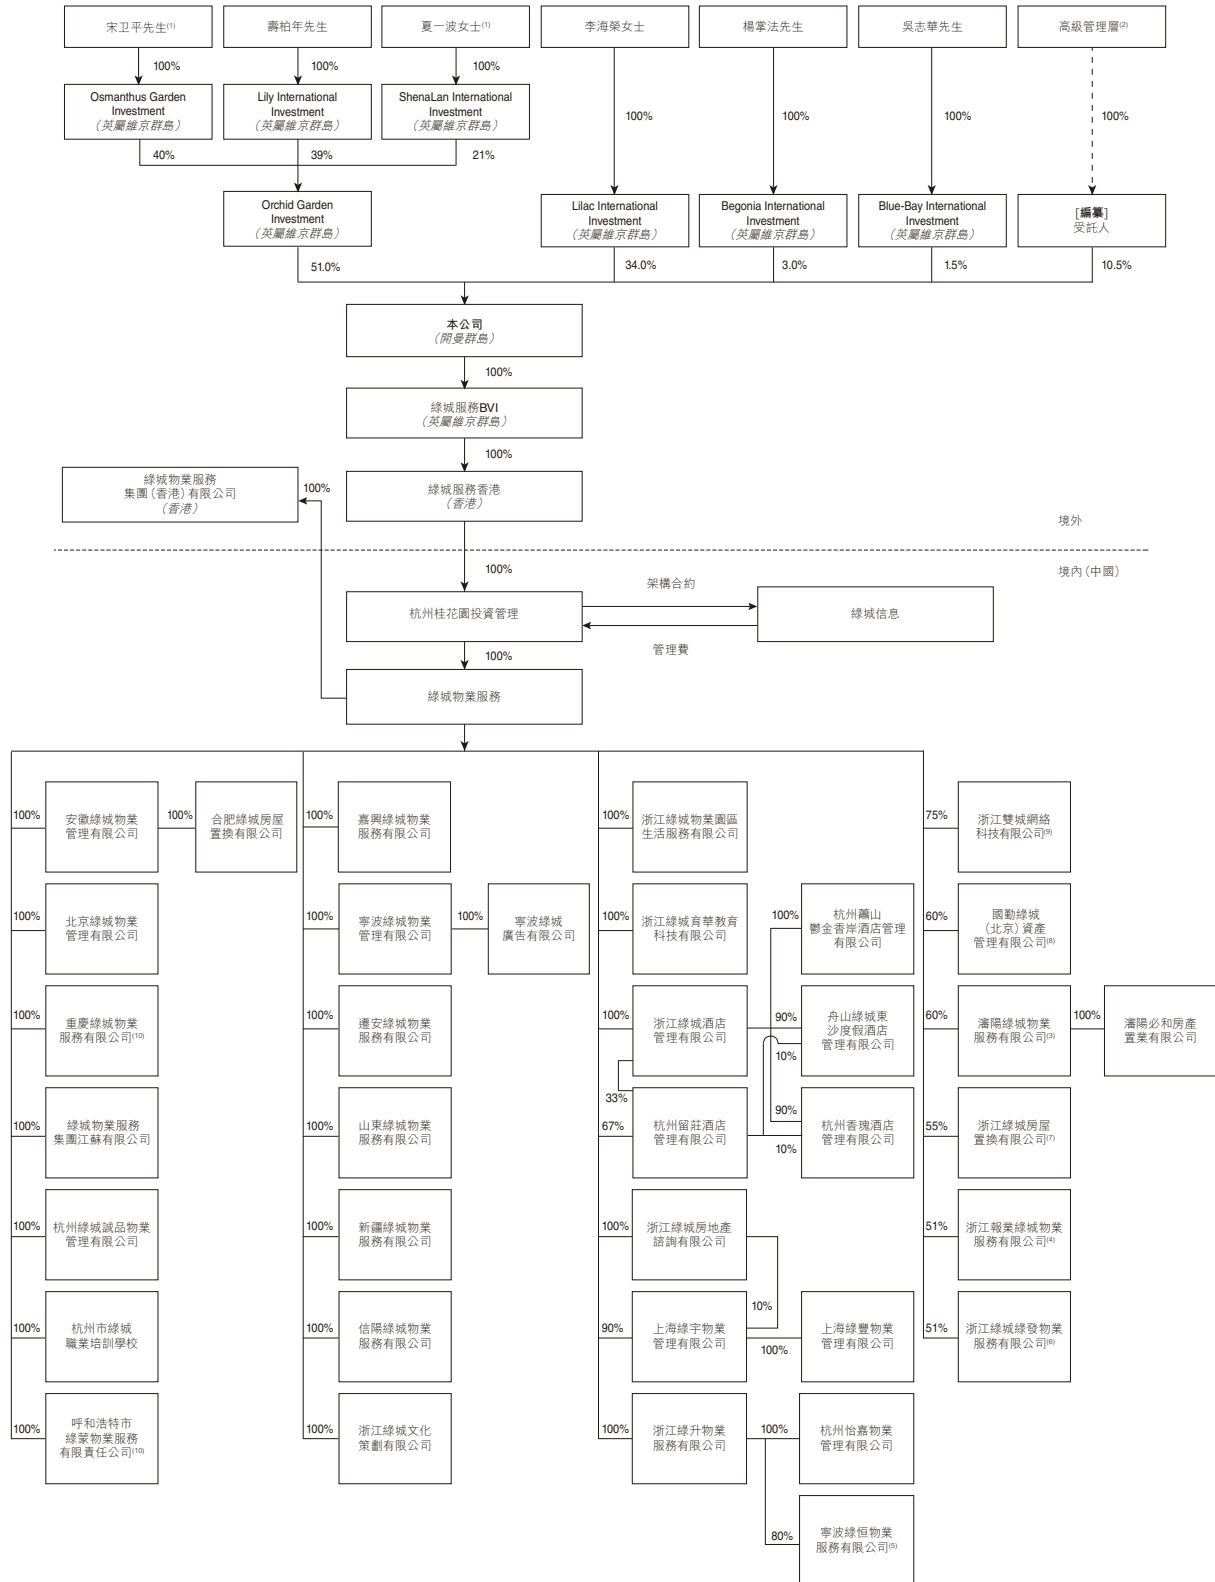 宋卫平先生(1)
壽柏年先生
夏一波女士(1)
李海榮女士
楊掌法先生
吳志華先生
高級管理層(2)
100%
100%
100%
100%
100%
100%
100%
Osmanthus Garden
Investment
(英屬維京群島)
Lily International
Investment
(英屬維京群島)
ShenaLan International
Investment
(英屬維京群島)
40%
39%
21%
Orchid Garden
Investment
(英屬維京群島)
Lilac International
Investment
(英屬維京群島)
Begonia International
Investment
(英屬維京群島)
Blue-Bay International
Investment
(英屬維京群島)
[編纂]
受託人
51.0%
34.0%
3.0%
1.5%
10.5%
本公司
(開曼群島)
100%
綠城服務BVI
(英屬維京群島)
100%
綠城物業服務
集團(香港)有限公司
(香港)
100%
綠城服務香港
(香港)
境外
境內(中國)
100%
杭州桂花園投資管理
架構合約
管理費
綠城信息
100%
綠城物業服務
100%
安徽綠城物業
管理有限公司
100%
合肥綠城房屋
置換有限公司
100%
嘉興綠城物業
服務有限公司
100%
浙江綠城物業園區
生活服務有限公司
75%
浙江雙城網絡
科技有限公司(9)
100%
北京綠城物業
管理有限公司
100%
寧波綠城物業
管理有限公司
100%
寧波綠城
廣告有限公司
100%
浙江綠城育華教育
科技有限公司
100%
杭州蕭山
鬱金香岸酒店管理
有限公司
60%
國勤綠城
(北京)資產
管理有限公司(8)
100%
重慶綠城物業
服務有限公司(10)
100%
遷安綠城物業
服務有限公司
100%
浙江綠城酒店
管理有限公司
90%
10%
舟山綠城東
沙度假酒店
管理有限公司
60%
瀋陽綠城物業
服務有限公司(3)
100%
瀋陽必和房產
置業有限公司
33%
100%
綠城物業服務
集團江蘇有限公司
100%
山東綠城物業
服務有限公司
67%
杭州留莊酒店
管理有限公司
90%
10%
杭州香瑰酒店
管理有限公司
55%
浙江綠城房屋
置換有限公司(7)
100%
杭州綠城誠品物業
管理有限公司
100%
新疆綠城物業
服務有限公司
100%
浙江綠城房地產
諮詢有限公司
51%
浙江報業綠城物業
服務有限公司(4)
10%
100%
杭州市綠城
職業培訓學校
100%
信陽綠城物業
服務有限公司
90%
上海綠宇物業
管理有限公司
100%
上海綠豐物業
管理有限公司
51%
浙江綠城綠發物業
服務有限公司(6)
100%
呼和浩特市
綠蒙物業服務
有限責任公司(10)
100%
浙江綠城文化
策劃有限公司
100%
浙江綠升物業
服務有限公司
100%
杭州怡嘉物業
管理有限公司
80%
寧波綠恒物業
服務有限公司(5)